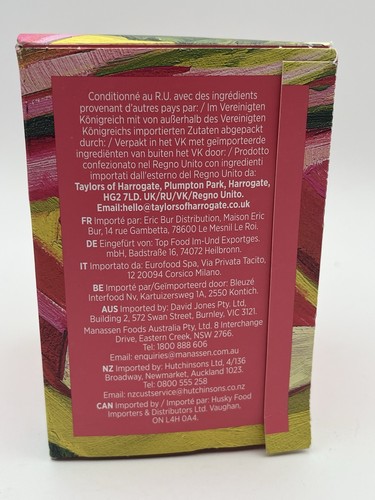 Conditionné au R.U. avec des ingrédients
provenant d'autres pays par: / Im Vereinigten
Königreich mit von außerhalb des Vereinigten
Königreichs importierten Zutaten abgepackt
durch: / Verpakt in het VK met geïmporteerde
ingrediënten van buiten het VK door: / Prodotto
confezionato nel Regno Unito con ingredienti
importati dall'esterno del Regno Unito da:
Taylors of Harrogate, Plumpton Park, Harrogate,
HG2 7LD. UK/RU/VK/Regno Unito.
Email:hello@taylorsofharrogate.co.uk
FR Importé par: Eric Bur Distribution, Maison Eric
Bur, 14 rue Gambetta, 78600 Le Mesnil Le Roi.
DE Eingefürt von: Top Food Im-Und Exportges.
mbH, Badstraße 16, 74072 Heilbronn.
IT Importato da: Eurofood Spa, Via Privata Tacito,
12 20094 Corsico Milano.
BE Importé par/Geïmporteerd door: Bleuzé
Interfood Nv, Kartuizersweg 1A, 2550 Kontich.
AUS Imported by: David Jones Pty, Ltd,
Building 2, 572 Swan Street, Burnley, VIC 3121.
Manassen Foods Australia Pty, Ltd. 8 Interchange
Drive, Eastern Creek, NSW 2766.
Tel: 1800 888 606
Email: enquiries@manassen.com.au
NZ Imported by: Hutchinsons Ltd, 4/136
Broadway, Newmarket, Auckland 1023.
Tel: 0800 555 258
Email: nzcustservice@hutchinsons.co.nz
CAN Imported by / Importé par: Husky Food
Importers & Distributors Ltd. Vaughan,
ON L4H 0A4.